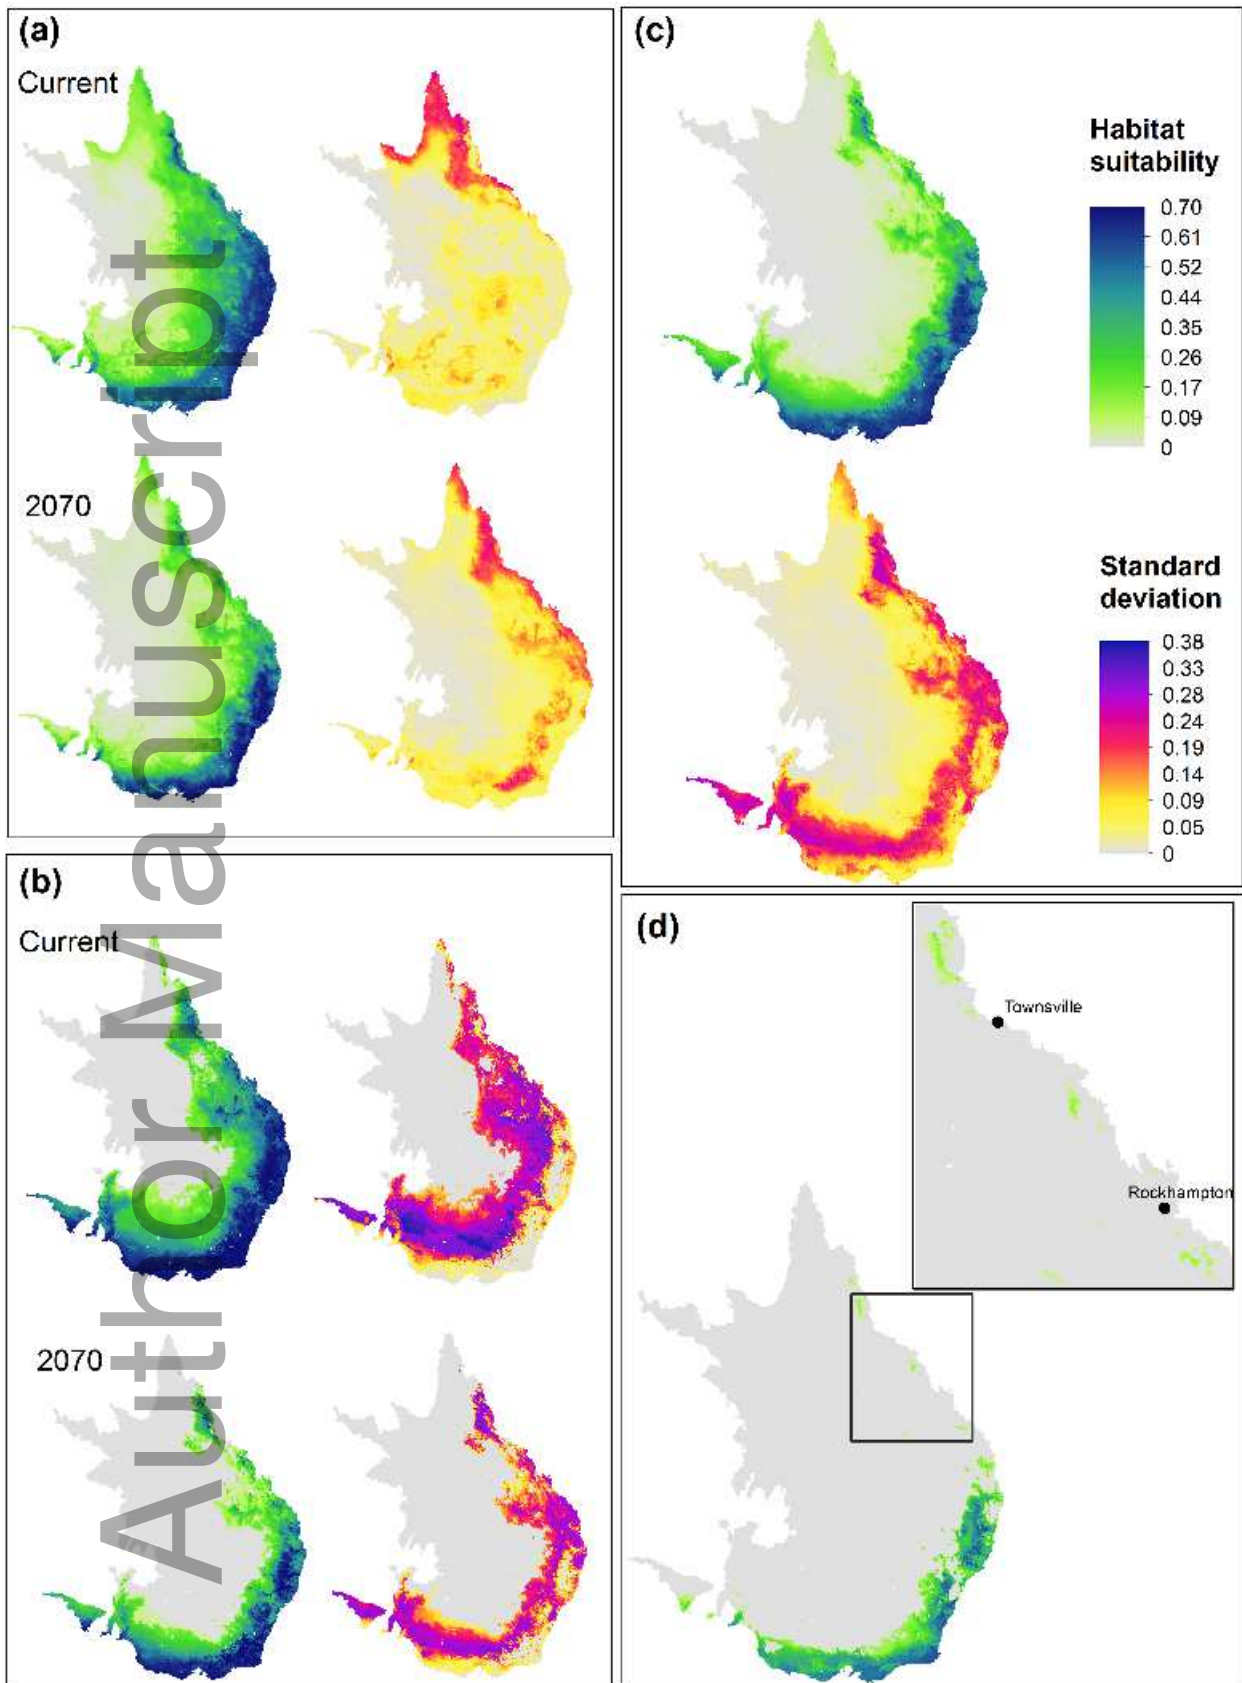 (a)
Current
2070
(b)
Current
2070
(c)
Habitat
suitability
0.70
0.61
0.52
0.44
0.35
0.26
0.17
0.09
0
Standard
deviation
0.38
0.33
0.28
0.24
0.19
0.14
0.09
0.05
0
(d)
Townsville
Rockhampton
Author Manuscript